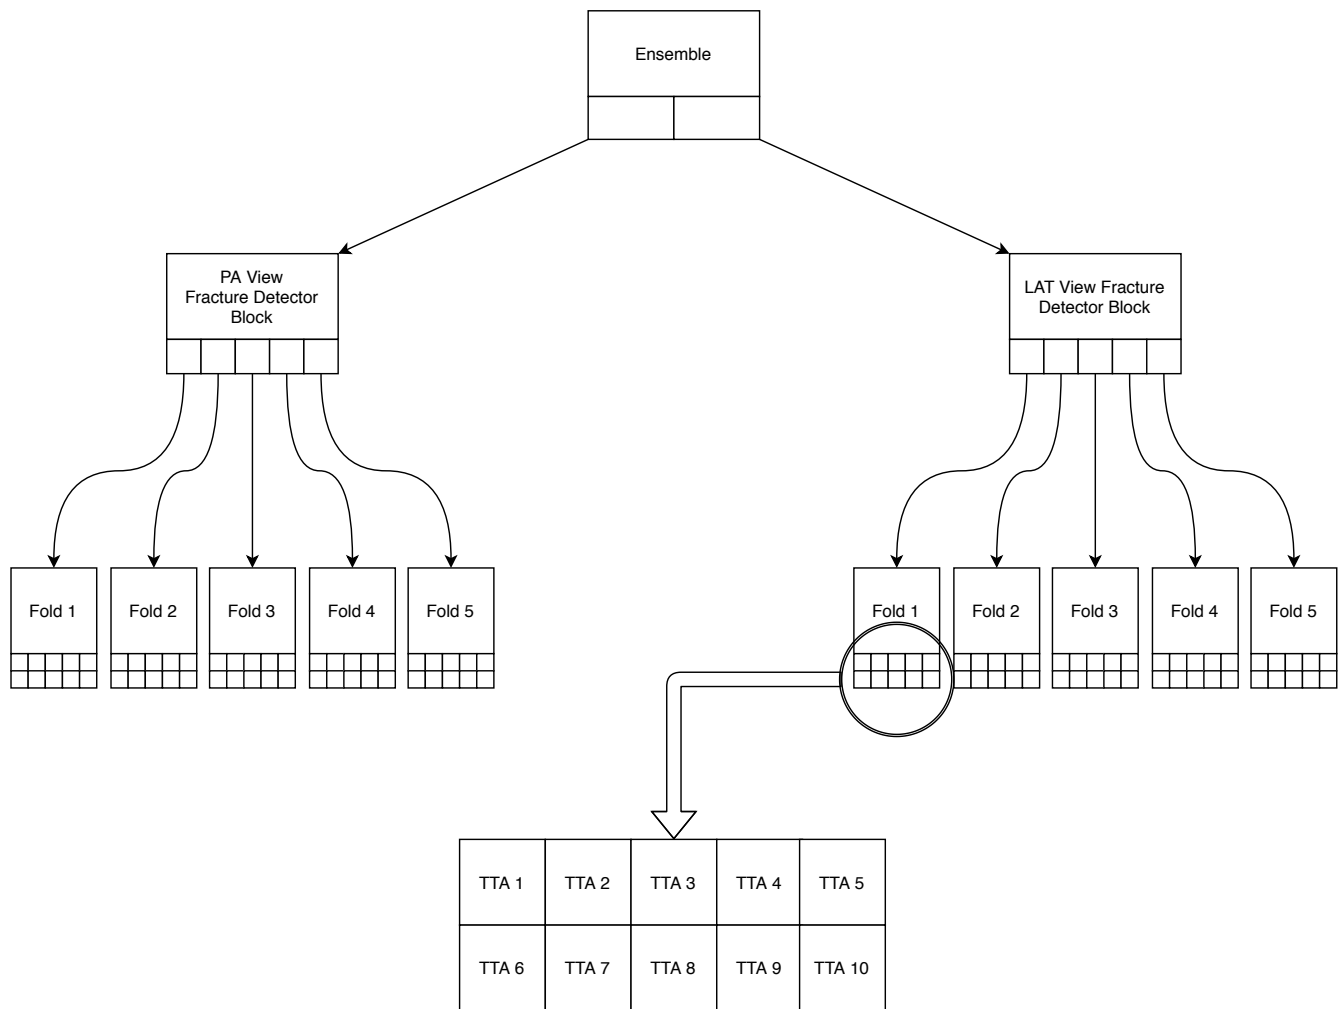 Ensemble
PA View
Fracture Detector
Block
LAT View Fracture
Detector Block
Fold 1
Fold 2
Fold 3
Fold 4
Fold 5
Fold 1
Fold 2
Fold 3
Fold 4
Fold 5
TTA 1
TTA 2
TTA 3
TTA 4
TTA 5
TTA 6
TTA 7
TTA 8
TTA 9
TTA 10